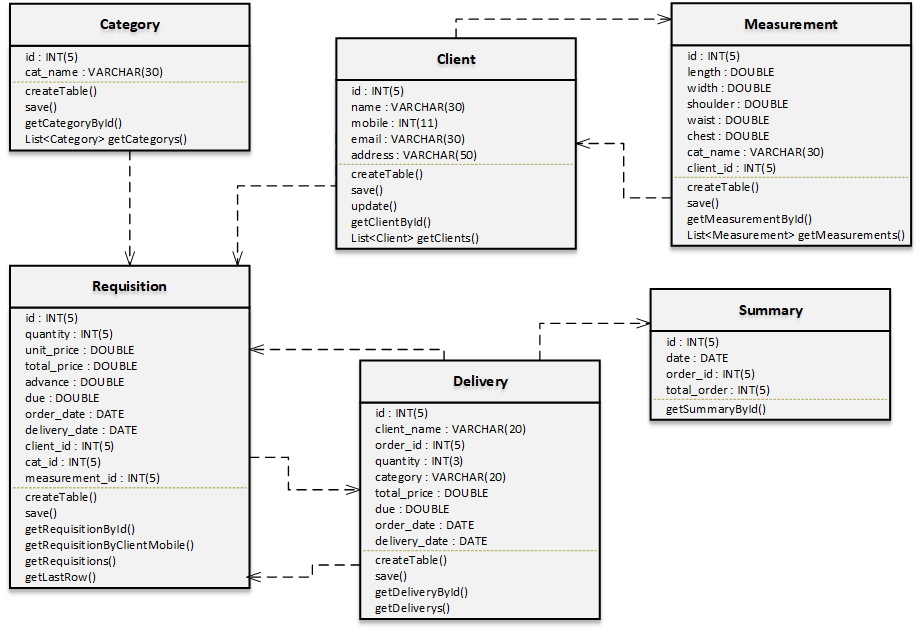 Category
id : INT(5)
cat_name : VARCHAR(30)
createTable()
save()
getCategoryById()
List<Category> getCategorys()
Client
id : INT(5)
name : VARCHAR(30)
mobile : INT(11)
email : VARCHAR(30)
address : VARCHAR(50)
createTable()
save()
update()
getClientById()
List<Client> getClients()
Measurement
id : INT(5)
length : DOUBLE
width : DOUBLE
shoulder : DOUBLE
waist : DOUBLE
chest : DOUBLE
cat_name : VARCHAR(30)
client_id : INT(5)
createTable()
save()
getMeasurementById()
List<Measurement> getMeasurements()
Requisition
id : INT(5)
quantity : INT(5)
unit_price : DOUBLE
total_price : DOUBLE
advance : DOUBLE
due : DOUBLE
order_date : DATE
delivery_date : DATE
client_id : INT(5)
cat_id : INT(5)
measurement_id : INT(5)
createTable()
save()
getRequisitionById()
getRequisitionByClientMobile()
getRequisitions()
getLastRow()
Delivery
id : INT(5)
client_name : VARCHAR(20)
order_id : INT(5)
quantity : INT(3)
category : VARCHAR(20)
total_price : DOUBLE
due : DOUBLE
order_date : DATE
delivery_date : DATE
createTable()
save()
getDeliveryById()
getDeliverys()
Summary
id : INT(5)
date : DATE
order_id : INT(5)
total_order : INT(5)
getSummaryById()